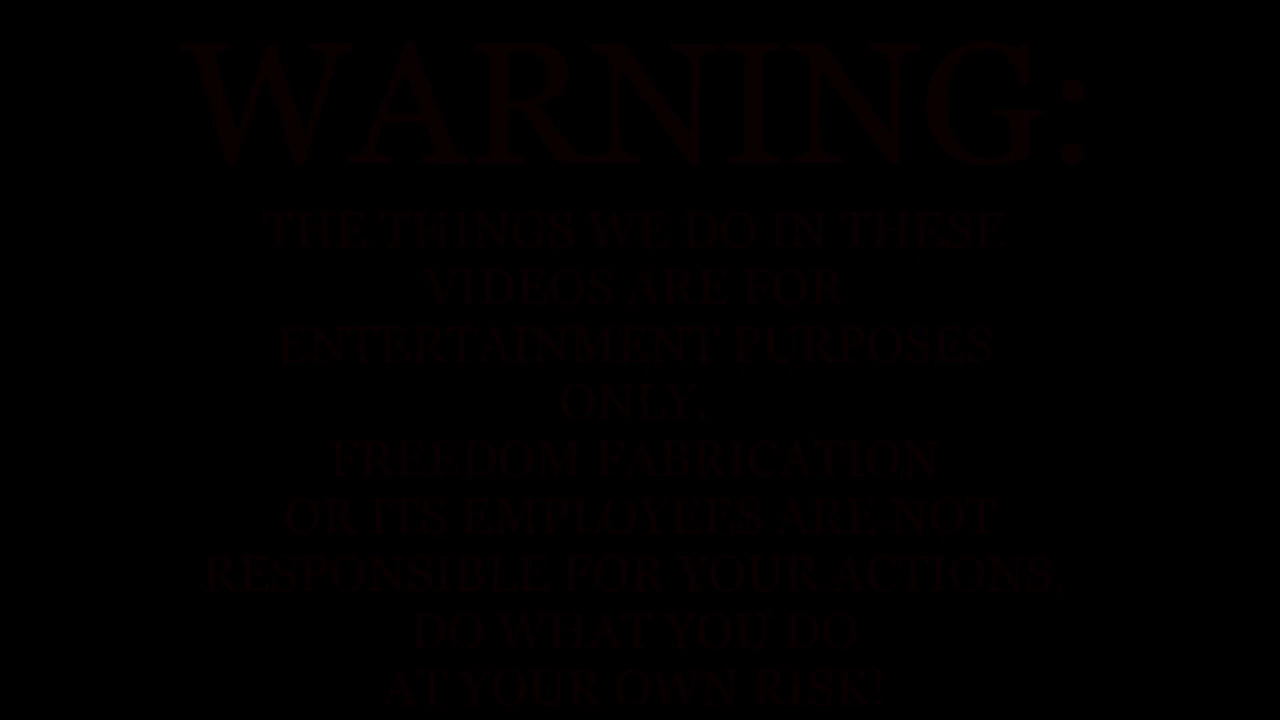 WARNING:
THE THINGS WE DO IN THESE
VIDEOS ARE FOR
ENTERTAINMENT PURPOSES
ONLY.
FREEDOM FABRICATION
OR ITS EMPLOYEES ARE NOT
RESPONSIBLE FOR YOUR ACTIONS.
DO WHAT YOU DO
AT YOUR OWN RISK!